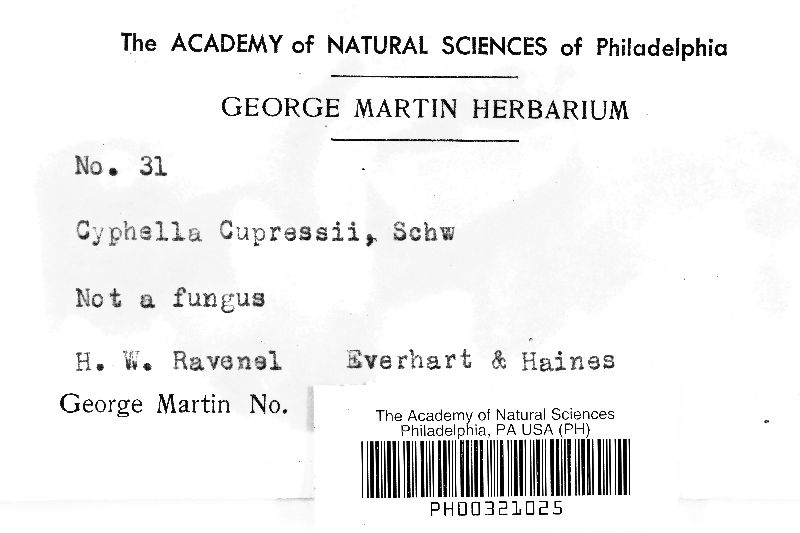 The ACADEMY of NATURAL SCIENCES of Philadelphia
GEORGE MARTIN HERBARIUM
No. 31
Cyphella Cupressii, Schw
Not a fungus
H. W. Ravenel Everhart & Haines
George Martin No.
The Academy of Natural Sciences
Philadelphia, PA USA (PH)
PH00321025